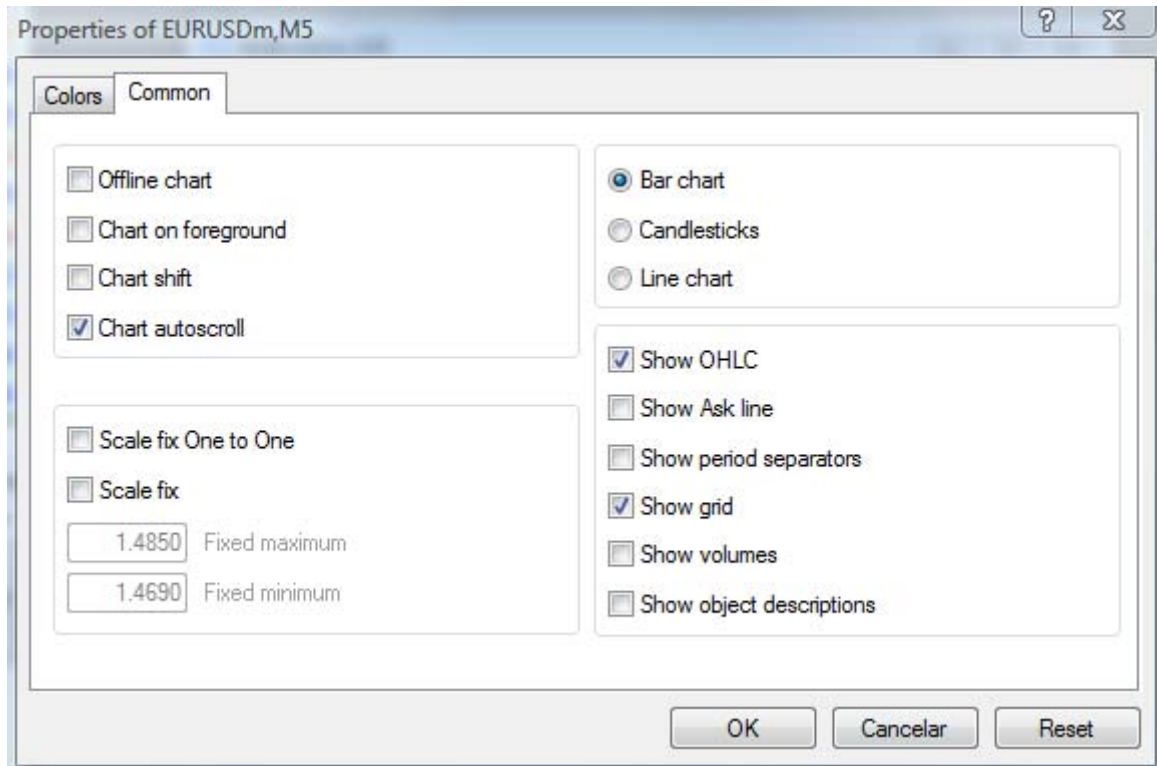 Properties of EURUSDm,M5
Colors
Common
Offline chart
Chart on foreground
Chart shift
Chart autoscroll
Scale fix One to One
Scale fix
1.4850 Fixed maximum
1.4690 Fixed minimum
Bar chart
Candlesticks
Line chart
Show OHLC
Show Ask line
Show period separators
Show grid
Show volumes
Show object descriptions
OK
Cancelar
Reset